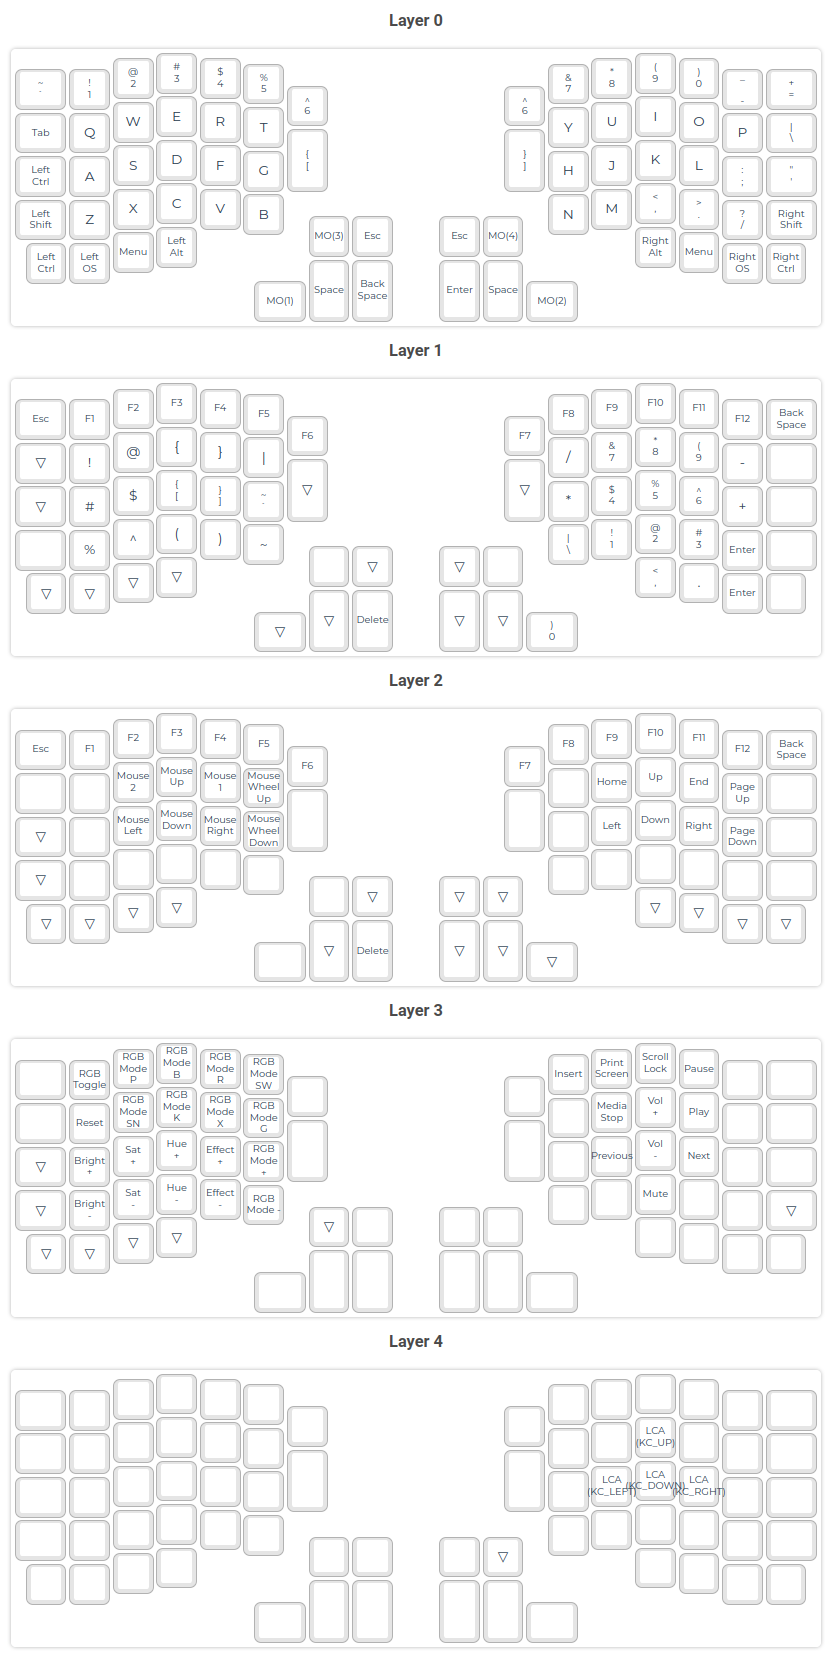 Layer 0
~ ! @ # $ % ^ ^ & * ( ) _ +
` 1 2 3 4 5 6 6 7 8 9 0 - =
Tab Q W E R T { } Y U I O P |
[ ] \
Left Ctrl A S D F G H J K L : "
; '
Left Shift Z X C V B N M < > ? Right Shift
, . /
Left Ctrl Left OS Menu Left Alt MO(3) Esc Esc MO(4) Right Alt Menu Right OS Right Ctrl
MO(1) Space Back Space Enter Space MO(2)
Layer 1
Esc F1 F2 F3 F4 F5 F6 F7 F8 F9 F10 F11 F12 Back Space
▽ ! @ { } | ▽ ▽ / & 7 * 8 ( 9 -
▽ # $ { [ } ] ~ ` * $ 4 % 5 ^ 6 +
% ^ ( ) ~ | \ ! 1 @ 2 # 3 Enter
▽ ▽ ▽ ▽ ▽ ▽ < , . Enter
▽ ▽ Delete ▽ ▽ ) 0
Layer 2
Esc F1 F2 F3 F4 F5 F6 F7 F8 F9 F10 F11 F12 Back Space
Mouse 2 Mouse Up Mouse 1 Mouse Wheel Up Home Up End Page Up
▽ Mouse Left Mouse Down Mouse Right Mouse Wheel Down Left Down Right Page Down
▽
▽ ▽ ▽ ▽ ▽ ▽ ▽ ▽ ▽ ▽ ▽
▽ Delete ▽ ▽ ▽
Layer 3
RGB Toggle RGB Mode P RGB Mode B RGB Mode R RGB Mode SW Insert Print Screen Scroll Lock Pause
Reset RGB Mode SN RGB Mode K RGB Mode X RGB Mode G Media Stop Vol + Play
▽ Bright + Sat + Hue + Effect + RGB Mode + Previous Vol - Next
▽ Bright - Sat - Hue - Effect - RGB Mode - Mute ▽
▽ ▽ ▽ ▽ ▽
Layer 4
LCA (KC_UP)
LCA (KC_LEFT) LCA (KC_DOWN) LCA (KC_RGHT)
▽